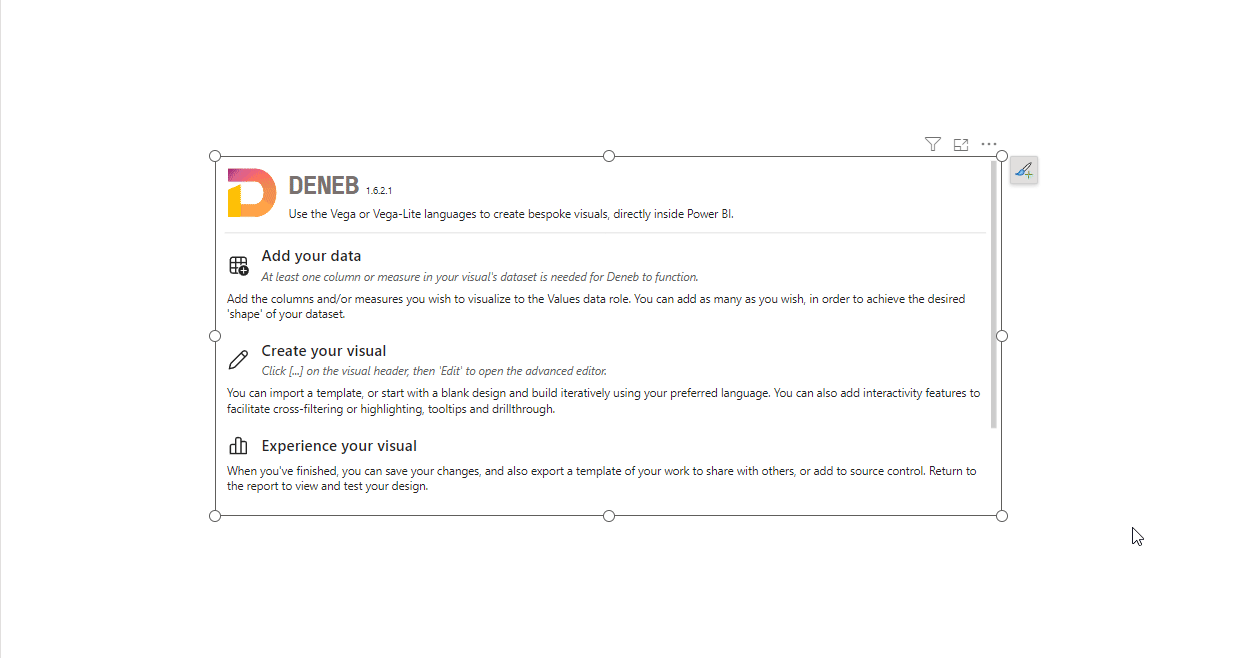 DENEB 1.6.2.1
Use the Vega or Vega-Lite languages to create bespoke visuals, directly inside Power BI.
Add your data
At least one column or measure in your visual's dataset is needed for Deneb to function.
Add the columns and/or measures you wish to visualize to the Values data role. You can add as many as you wish, in order to achieve the desired
'shape' of your dataset.
Create your visual
Click [...] on the visual header, then 'Edit' to open the advanced editor.
You can import a template, or start with a blank design and build iteratively using your preferred language. You can also add interactivity features to
facilitate cross-filtering or highlighting, tooltips and drillthrough.
Experience your visual
When you've finished, you can save your changes, and also export a template of your work to share with others, or add to source control. Return to
the report to view and test your design.